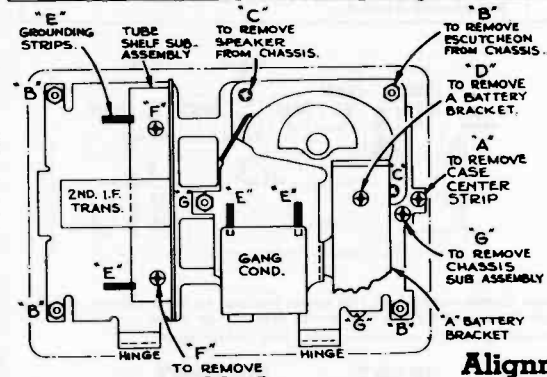 "E"
GROUNDING
STRIPS.
TUBE
SHELF SUB-
ASSEMBLY
"C"
TO REMOVE
SPEAKER
FROM CHASSIS.
"B"
TO REMOVE
ESCUTCHEON
FROM CHASSIS.
"D"
TO REMOVE
A BATTERY
BRACKET.
"A"
TO REMOVE
CASE
CENTER
STRIP
"G"
TO REMOVE
CHASSIS
SUB ASSEMBLY
"A" BATTERY
BRACKET
"B"
"F"
2ND. I.F.
TRANS.
"G"
"E"
"E"
"C"
GANG
COND.
"E"
"B"
"G"
"B"
HINGE
"F"
TO REMOVE
HINGE
Alignm